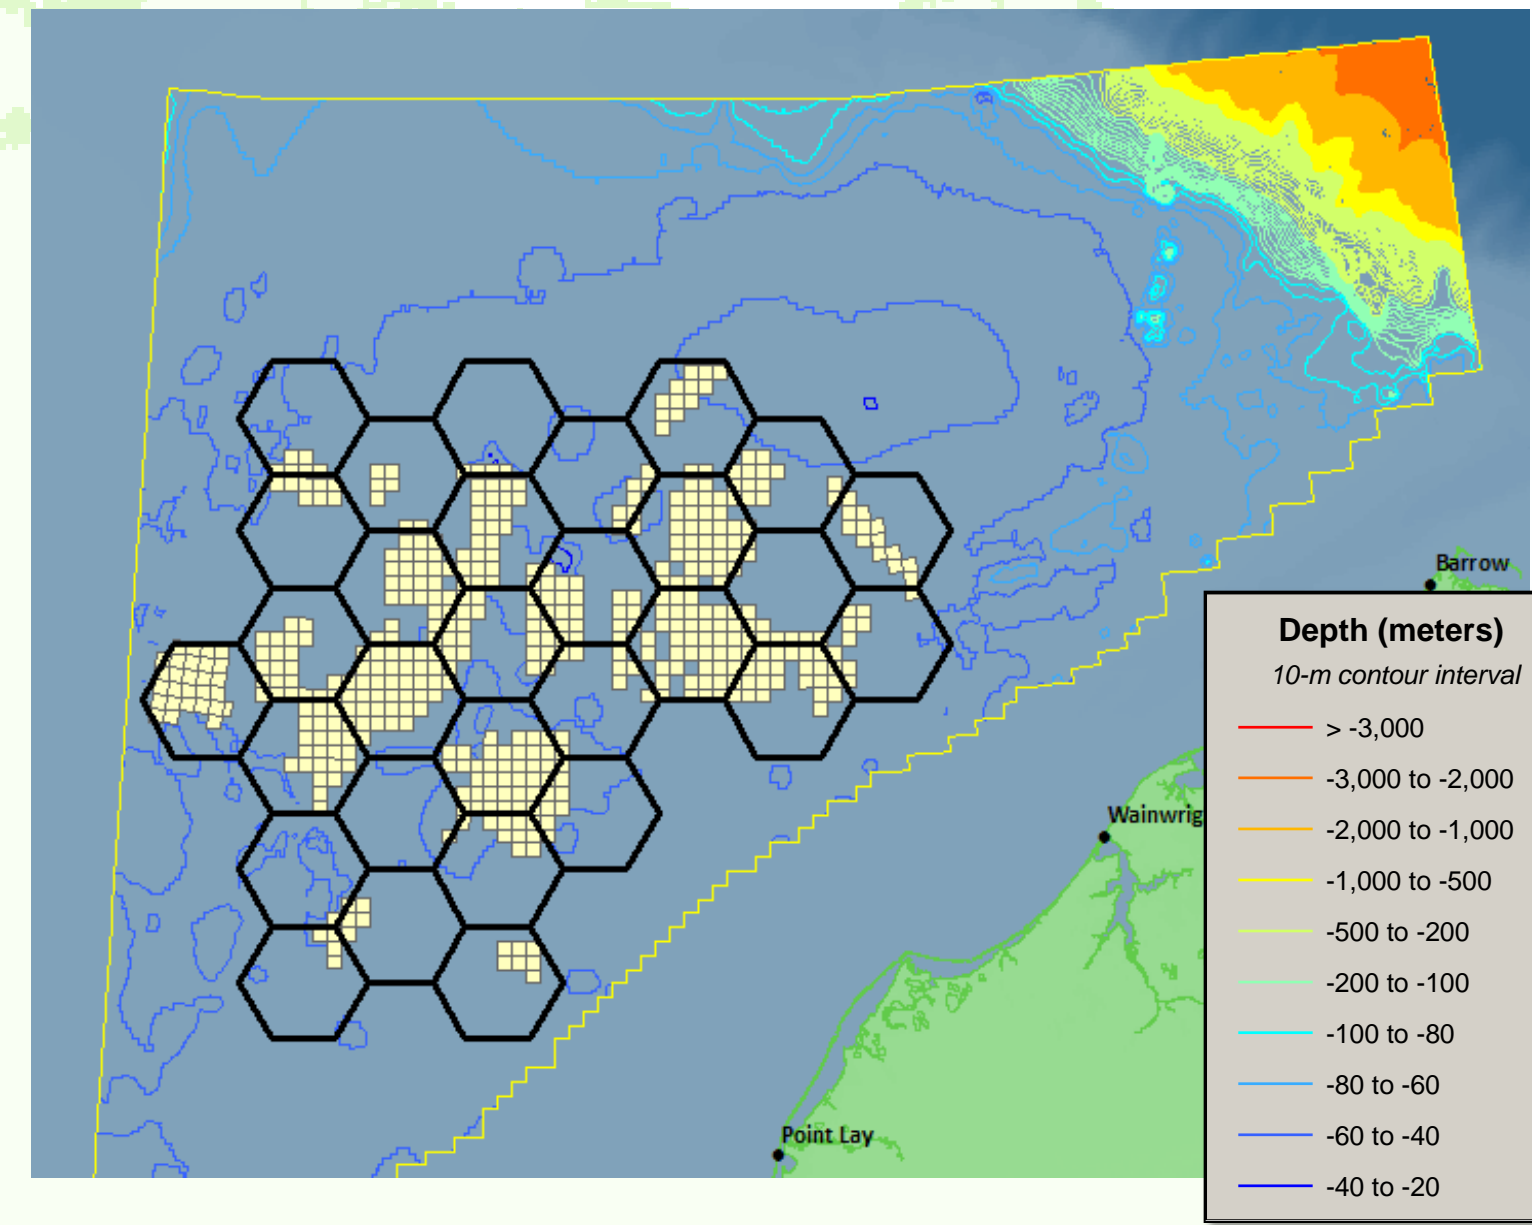 Barrow
Depth (meters)
10-m contour interval
> -3,000
-3,000 to -2,000
-2,000 to -1,000
-1,000 to -500
-500 to -200
-200 to -100
-100 to -80
-80 to -60
-60 to -40
-40 to -20
Wainwrig
Point Lay